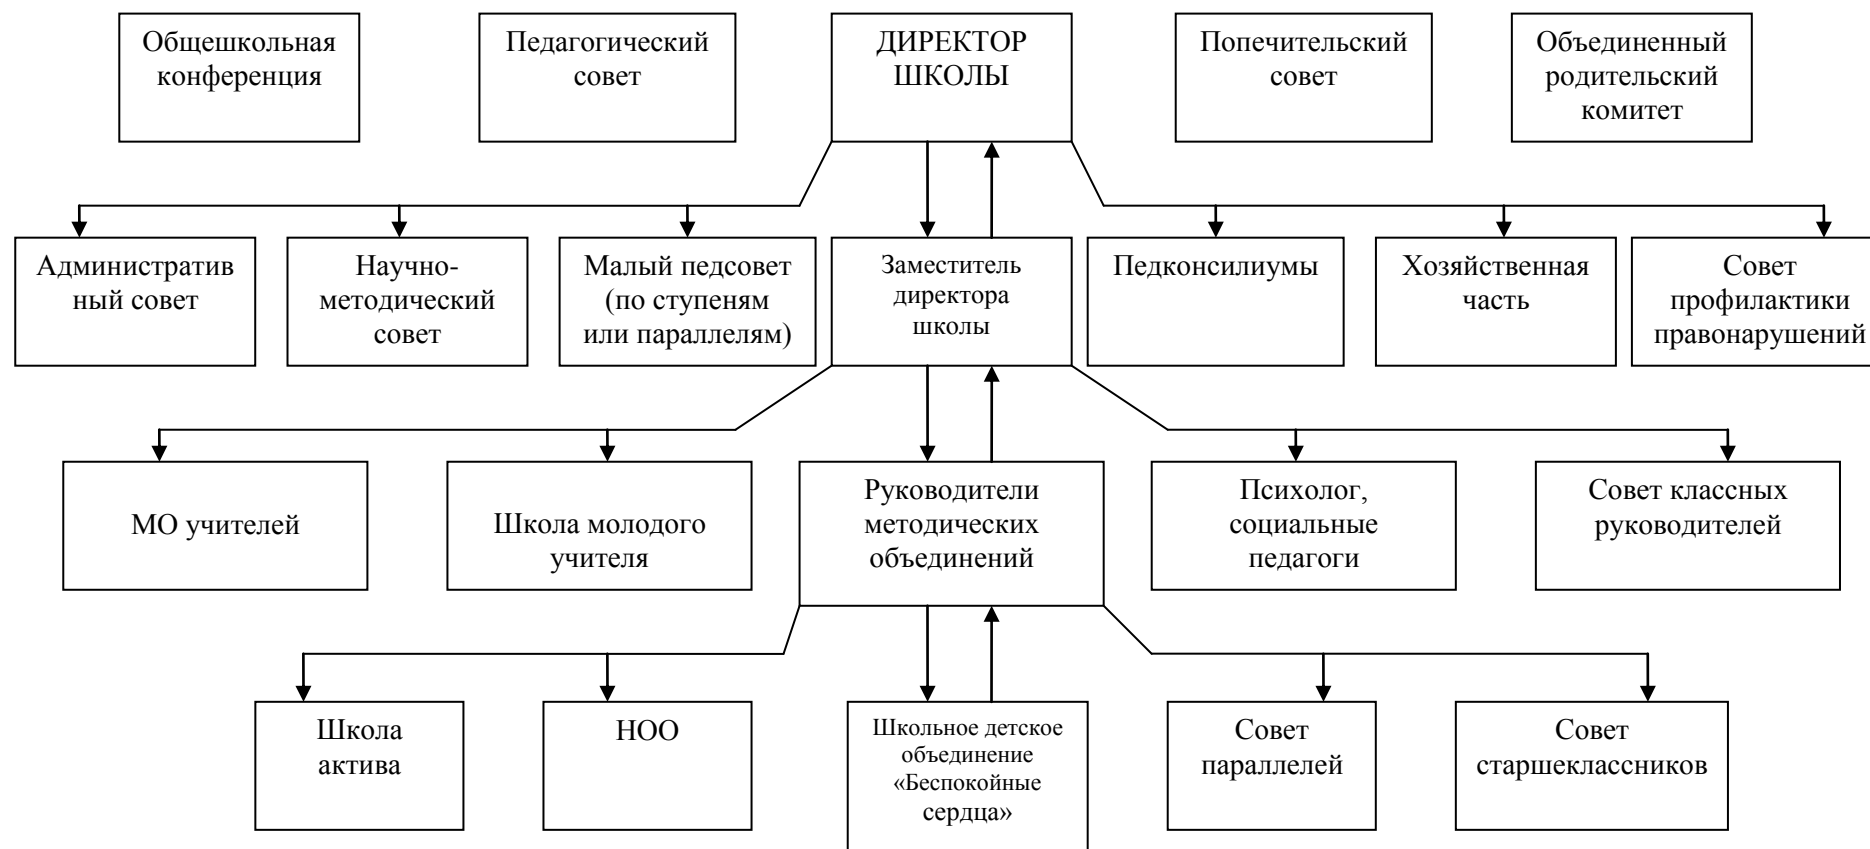 Общешкольная
конференция
Педагогический
совет
ДИРЕКТОР
ШКОЛЫ
Попечительский
совет
Объединенный
родительский
комитет
Административ
ный совет
Научно-
методический
совет
Малый педсовет
(по ступеням
или параллелям)
Заместитель
директора
школы
Педконсилиумы
Хозяйственная
часть
Совет
профилактики
правонарушений
МО учителей
Школа молодого
учителя
Руководители
методических
объединений
Психолог,
социальные
педагоги
Совет классных
руководителей
Школа
актива
НОО
Школьное детское
объединение
«Беспокойные
сердца»
Совет
параллелей
Совет
старшеклассников